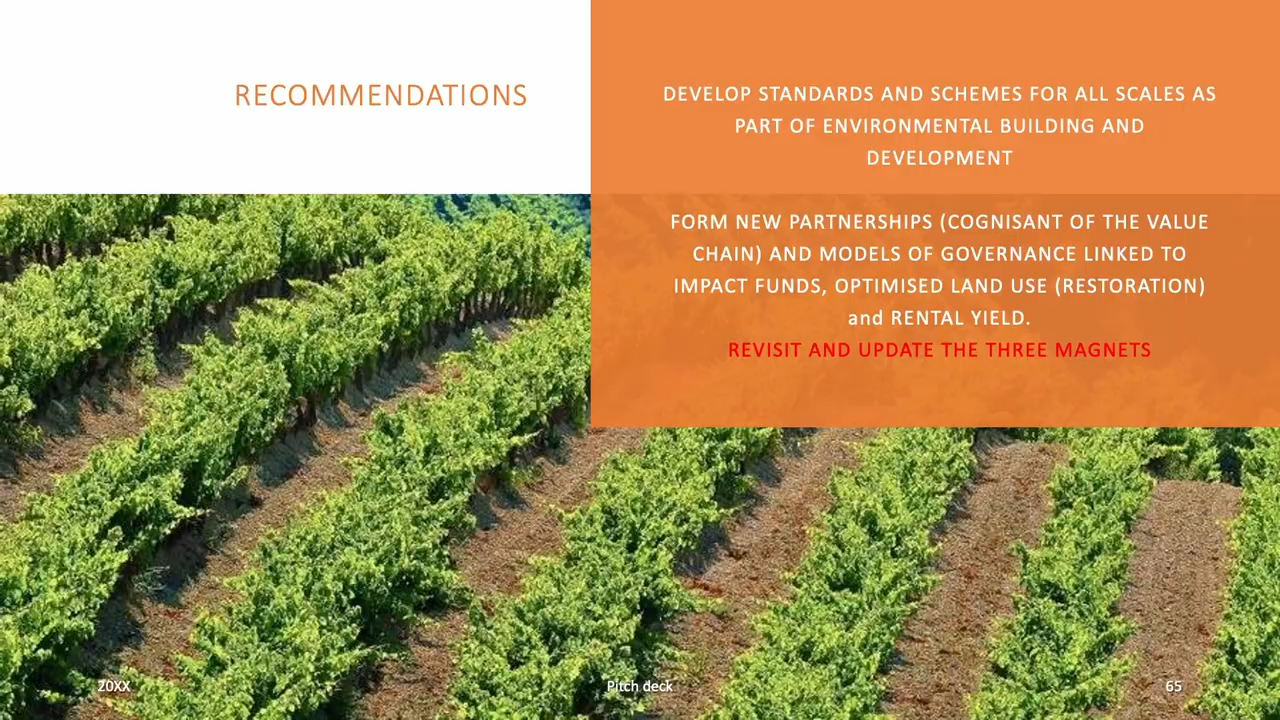 RECOMMENDATIONS
DEVELOP STANDARDS AND SCHEMES FOR ALL SCALES AS
PART OF ENVIRONMENTAL BUILDING AND
DEVELOPMENT
FORM NEW PARTNERSHIPS (COGNISANT OF THE VALUE
CHAIN) AND MODELS OF GOVERNANCE LINKED TO
IMPACT FUNDS, OPTIMISED LAND USE (RESTORATION)
and RENTAL YIELD.
REVISIT AND UPDATE THE THREE MAGNETS
20XX
Pitch deck
65